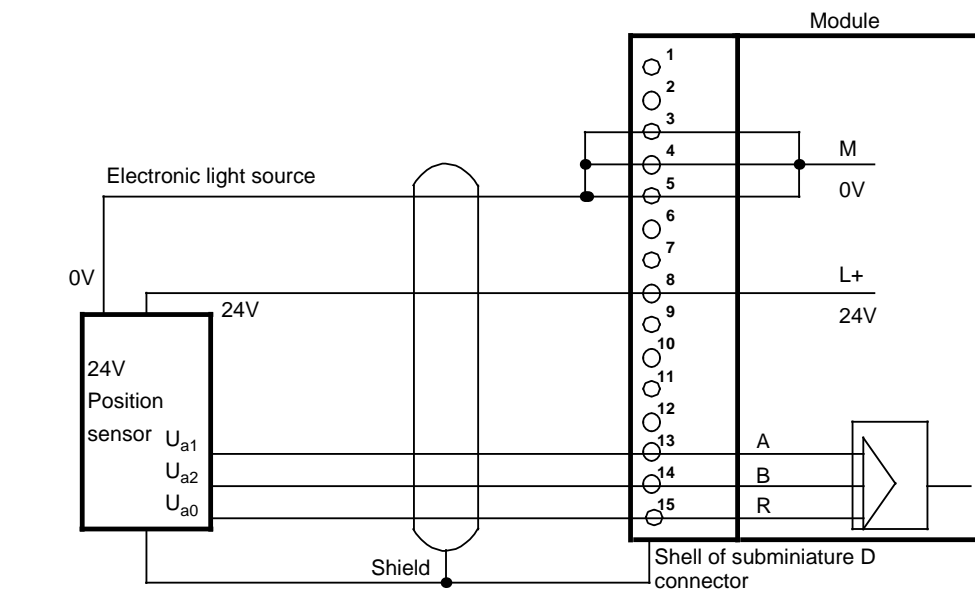 Module
1
2
3
4
M
Electronic light source
5
0V
6
7
0V
8
L+
24V
9
24V
10
24V
11
Position
12
sensor
Ua1
13
A
Ua2
14
B
Ua0
15
R
Shield
Shell of subminiature D
connector